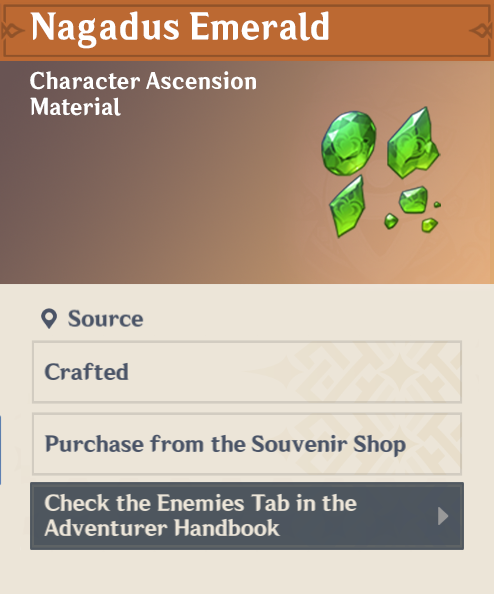 Nagadus Emerald
Character Ascension
Material
Source
Crafted
Purchase from the Souvenir Shop
Check the Enemies Tab in the
Adventurer Handbook